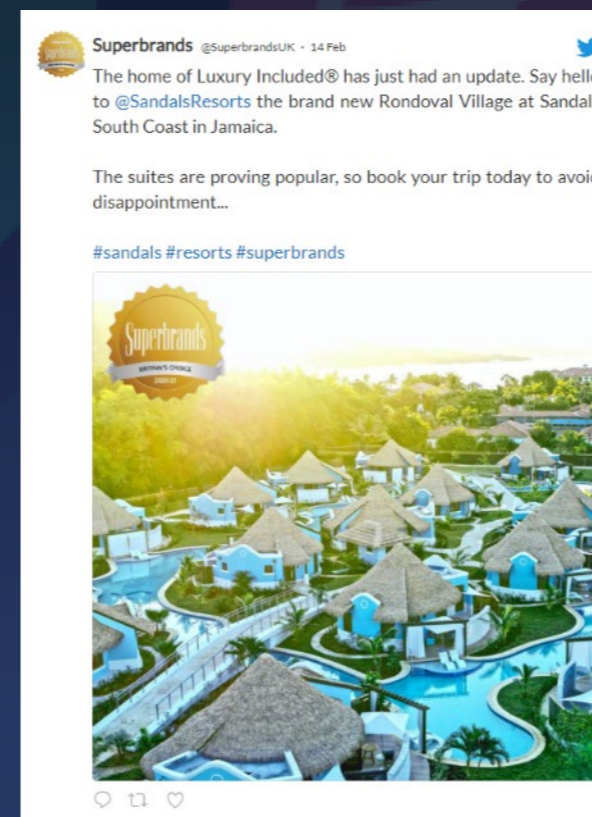 Superbrands @SuperbrandsUK · 14 Feb
The home of Luxury Included® has just had an update. Say hell
to @SandalsResorts the brand new Rondoval Village at Sandal
South Coast in Jamaica.
The suites are proving popular, so book your trip today to avoi
disappointment...
#sandals #resorts #superbrands
Superbrands
BRITAIN'S CHOICE
2020/21